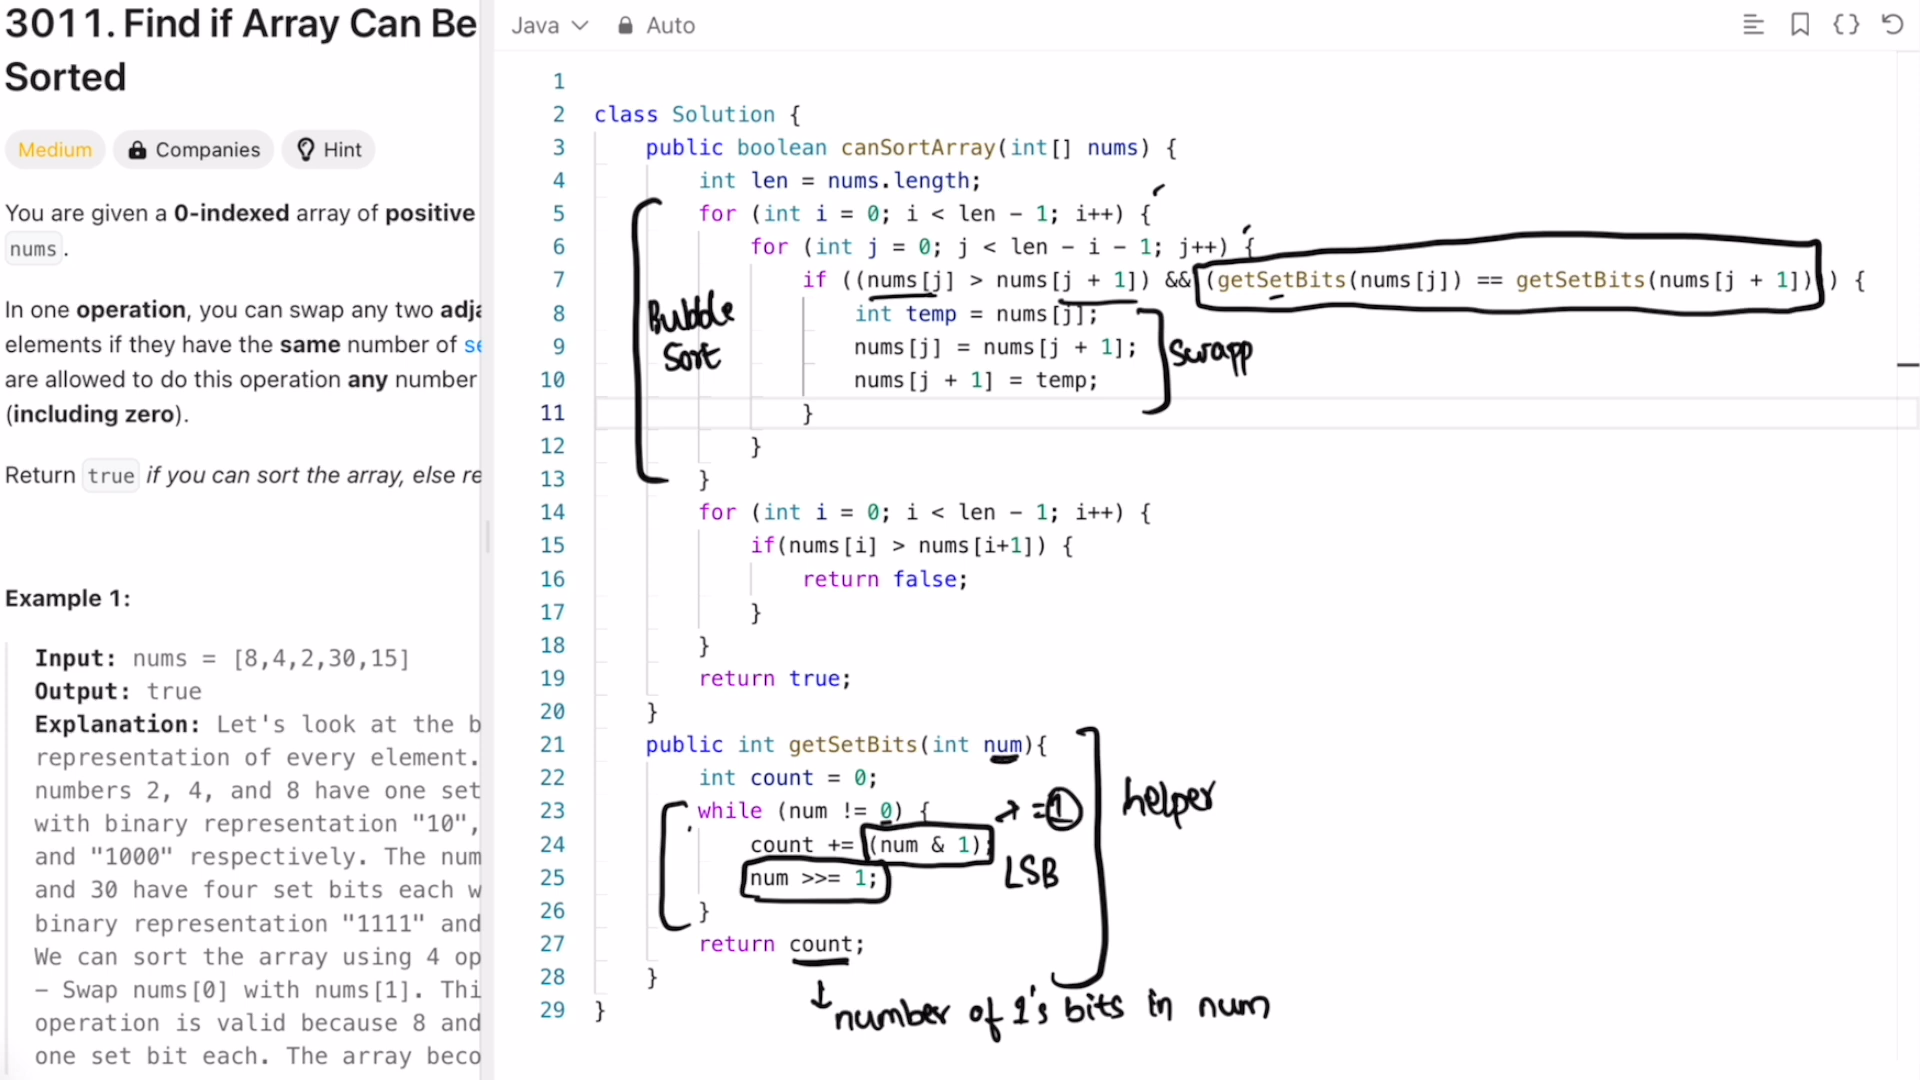 3011. Find if Array Can Be
Sorted
Medium
Companies
Hint
You are given a 0-indexed array of positive
nums.
In one operation, you can swap any two adja
elements if they have the same number of se
are allowed to do this operation any number
(including zero).
Return true if you can sort the array, else re
Example 1:
Input: nums = [8,4,2,30,15]
Output: true
Explanation: Let's look at the b
representation of every element.
numbers 2, 4, and 8 have one set
with binary representation "10",
and "1000" respectively. The num
and 30 have four set bits each w
binary representation "1111" and
We can sort the array using 4 op
- Swap nums[0] with nums[1]. Thi
operation is valid because 8 and
one set bit each. The array beco
Java
Auto
1
2 class Solution {
3 public boolean canSortArray(int[] nums) {
4 int len = nums.length;
5 for (int i = 0; i < len - 1; i++) {
6 for (int j = 0; j < len - i - 1; j++) {
7 if ((nums[j] > nums[j + 1]) && (getSetBits(nums[j]) == getSetBits(nums[j + 1]))) {
8 int temp = nums[j];
9 nums[j] = nums[j + 1];
10 nums[j + 1] = temp;
11 }
12 }
13 }
14 for (int i = 0; i < len - 1; i++) {
15 if(nums[i] > nums[i+1]) {
16 return false;
17 }
18 }
19 return true;
20 }
21 public int getSetBits(int num){
22 int count = 0;
23 while (num != 0) {
24 count += (num & 1);
25 num >>= 1;
26 }
27 return count;
28 }
29 }
Bubble
Sort
Swapp
→ =1
LSB
helper
↓ number of 1's bits in num